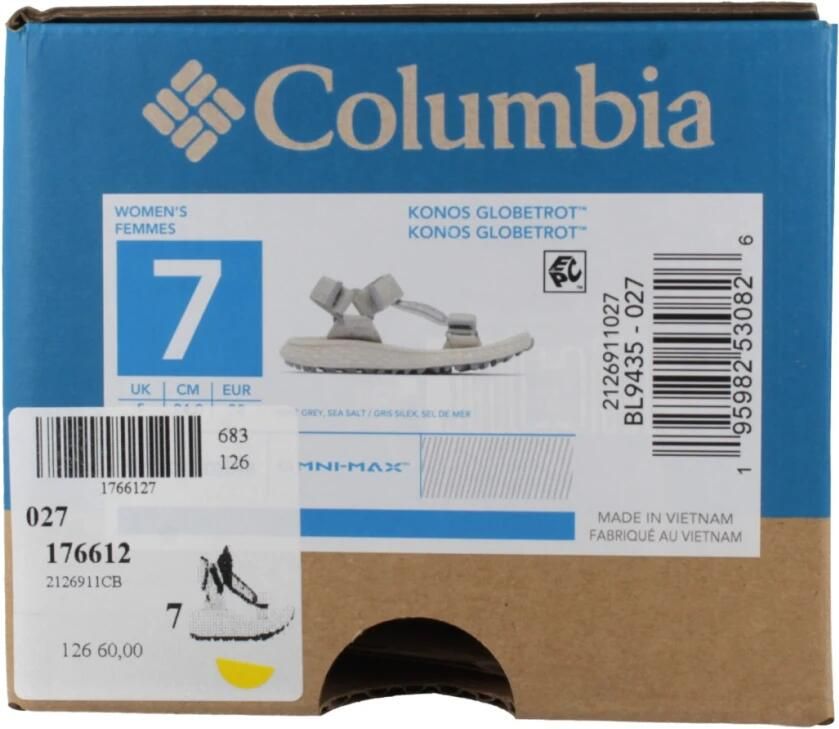 Columbia
WOMEN'S
FEMMES
KONOS GLOBETROT™
KONOS GLOBETROT™
7
EPC
UK CM EUR
GREY, SEA SALT / GRIS SILEX, SEL DE MER
2126911027
BL9435 - 027
1 95982 53082 6
OMNI-MAX™
MADE IN VIETNAM
FABRIQUÉ AU VIETNAM
683
126
1766127
027
176612
2126911CB
7
126 60,00